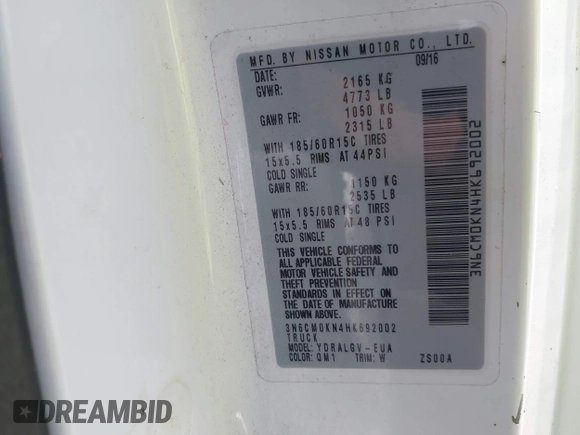 MFD. BY NISSAN MOTOR CO., LTD.
DATE: 09/16
GVWR: 2165 KG
4773 LB
GAWR FR: 1050 KG
2315 LB
WITH 185/60R15C TIRES
15x5.5 RIMS AT 44PSI
COLD SINGLE
GAWR RR: 1150 KG
2535 LB
WITH 185/60R15C TIRES
15x5.5 RIMS AT 48 PSI
COLD SINGLE
THIS VEHICLE CONFORMS TO
ALL APPLICABLE FEDERAL
MOTOR VEHICLE SAFETY AND
THEFT PREVENTION
STANDARDS IN EFFECT ON
THE DATE OF MANUFACTURE
SHOWN ABOVE.
3N6CM0KN4HK692002
TRUCK
MODEL: YDRALGV-EUA
COLOR: QM1 TRIM: W ZS00A
3N6CM0KN4HK692002
DREAMBID